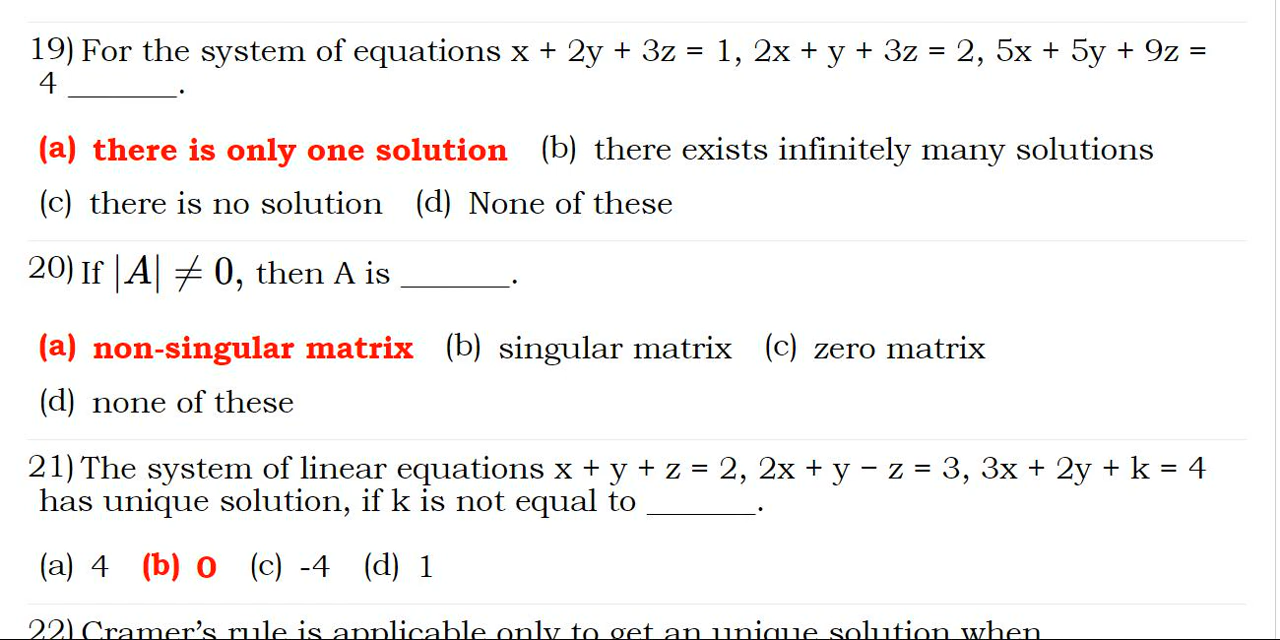 19) For the system of equations x + 2y + 3z = 1, 2x + y + 3z = 2, 5x + 5y + 9z =
4 _______.
(a) there is only one solution (b) there exists infinitely many solutions
(c) there is no solution (d) None of these
20) If |A| ≠ 0, then A is _______.
(a) non-singular matrix (b) singular matrix (c) zero matrix
(d) none of these
21) The system of linear equations x + y + z = 2, 2x + y − z = 3, 3x + 2y + k = 4
has unique solution, if k is not equal to _______.
(a) 4 (b) 0 (c) -4 (d) 1
22) Cramer's rule is applicable only to get an unique solution when